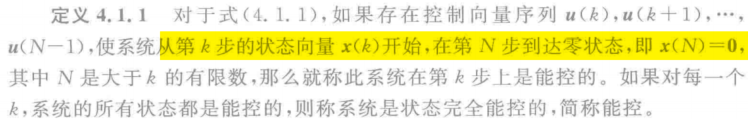 定义 4.1.1 对于式(4.1.1),如果存在控制向量序列 u(k),u(k+1),…,
u(N−1),使系统从第 k 步的状态向量 x(k)开始,在第 N 步到达零状态,即 x(N)=0,
其中 N 是大于 k 的有限数,那么就称此系统在第 k 步上是能控的。如果对每一个
k,系统的所有状态都是能控的,则称系统是状态完全能控的,简称能控。